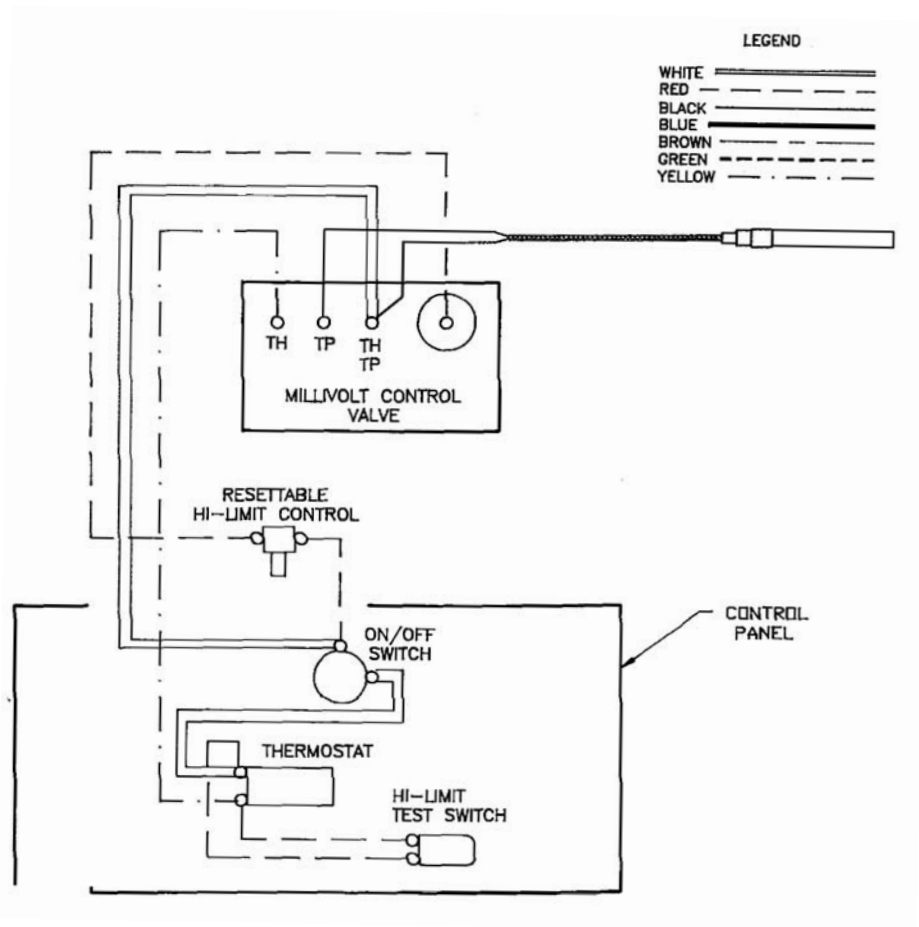 LEGEND
WHITE
RED
BLACK
BLUE
BROWN
GREEN
YELLOW
TH
TP
TH
TP
MILLIVOLT CONTROL
VALVE
RESETTABLE
HI-LIMIT CONTROL
CONTROL
PANEL
ON/OFF
SWITCH
THERMOSTAT
HI-LIMIT
TEST SWITCH